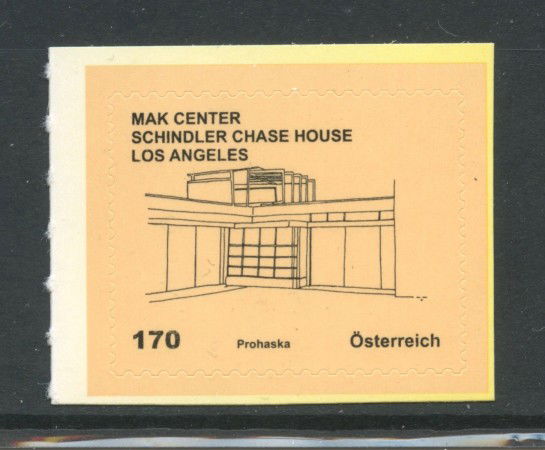 MAK CENTER
SCHINDLER CHASE HOUSE
LOS ANGELES
170 Prohaska Österreich